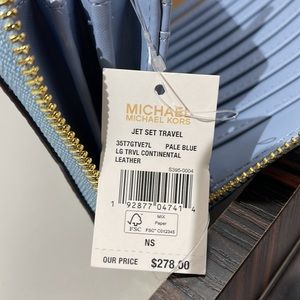 MICHAEL
MICHAEL KORS
JET SET TRAVEL
35T7GTVE7L PALE BLUE
LG TRVL CONTINENTAL
LEATHER
S395-0004
1 92877 04741 4
FSC
MIX
Paper
FSC® C012345
NS
OUR PRICE $278.00